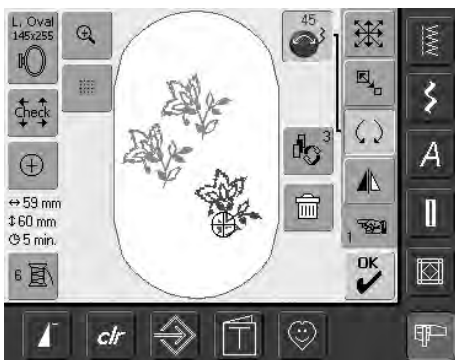 L. Oval
145x255
45
Check
3
↔ 59 mm
↕ 60 mm
5 min.
1
6
OK
A
clr
T